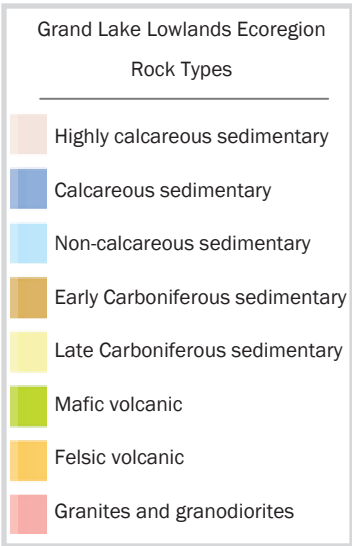 Grand Lake Lowlands Ecoregion
Rock Types
Highly calcareous sedimentary
Calcareous sedimentary
Non-calcareous sedimentary
Early Carboniferous sedimentary
Late Carboniferous sedimentary
Mafic volcanic
Felsic volcanic
Granites and granodiorites